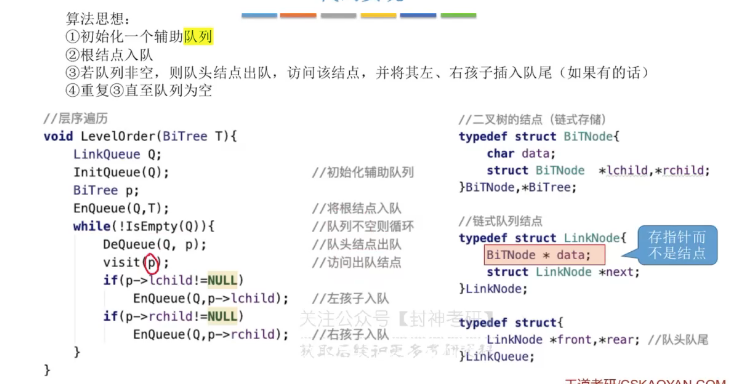 算法思想：
①初始化一个辅助队列
②根结点入队
③若队列非空，则队头结点出队，访问该结点，并将其左、右孩子插入队尾（如果有的话）
④重复③直至队列为空
//层序遍历
void LevelOrder(BiTree T){
LinkQueue Q;
InitQueue(Q); //初始化辅助队列
BiTree p;
EnQueue(Q,T); //将根结点入队
while(!IsEmpty(Q)){ //队列不空则循环
DeQueue(Q, p); //队头结点出队
visit(p); //访问出队结点
if(p->lchild!=NULL)
EnQueue(Q,p->lchild); //左孩子入队
if(p->rchild!=NULL)
EnQueue(Q,p->rchild); //右孩子入队
}
}
//二叉树的结点（链式存储）
typedef struct BiTNode{
char data;
struct BiTNode *lchild,*rchild;
}BiTNode,*BiTree;
//链式队列结点
typedef struct LinkNode{
BiTNode * data;
struct LinkNode *next;
}LinkNode;
存指针而
不是结点
typedef struct{
LinkNode *front,*rear; //队头队尾
}LinkQueue;
关注公众号【封神考研】
王道考研/CSKAOYAN.COM